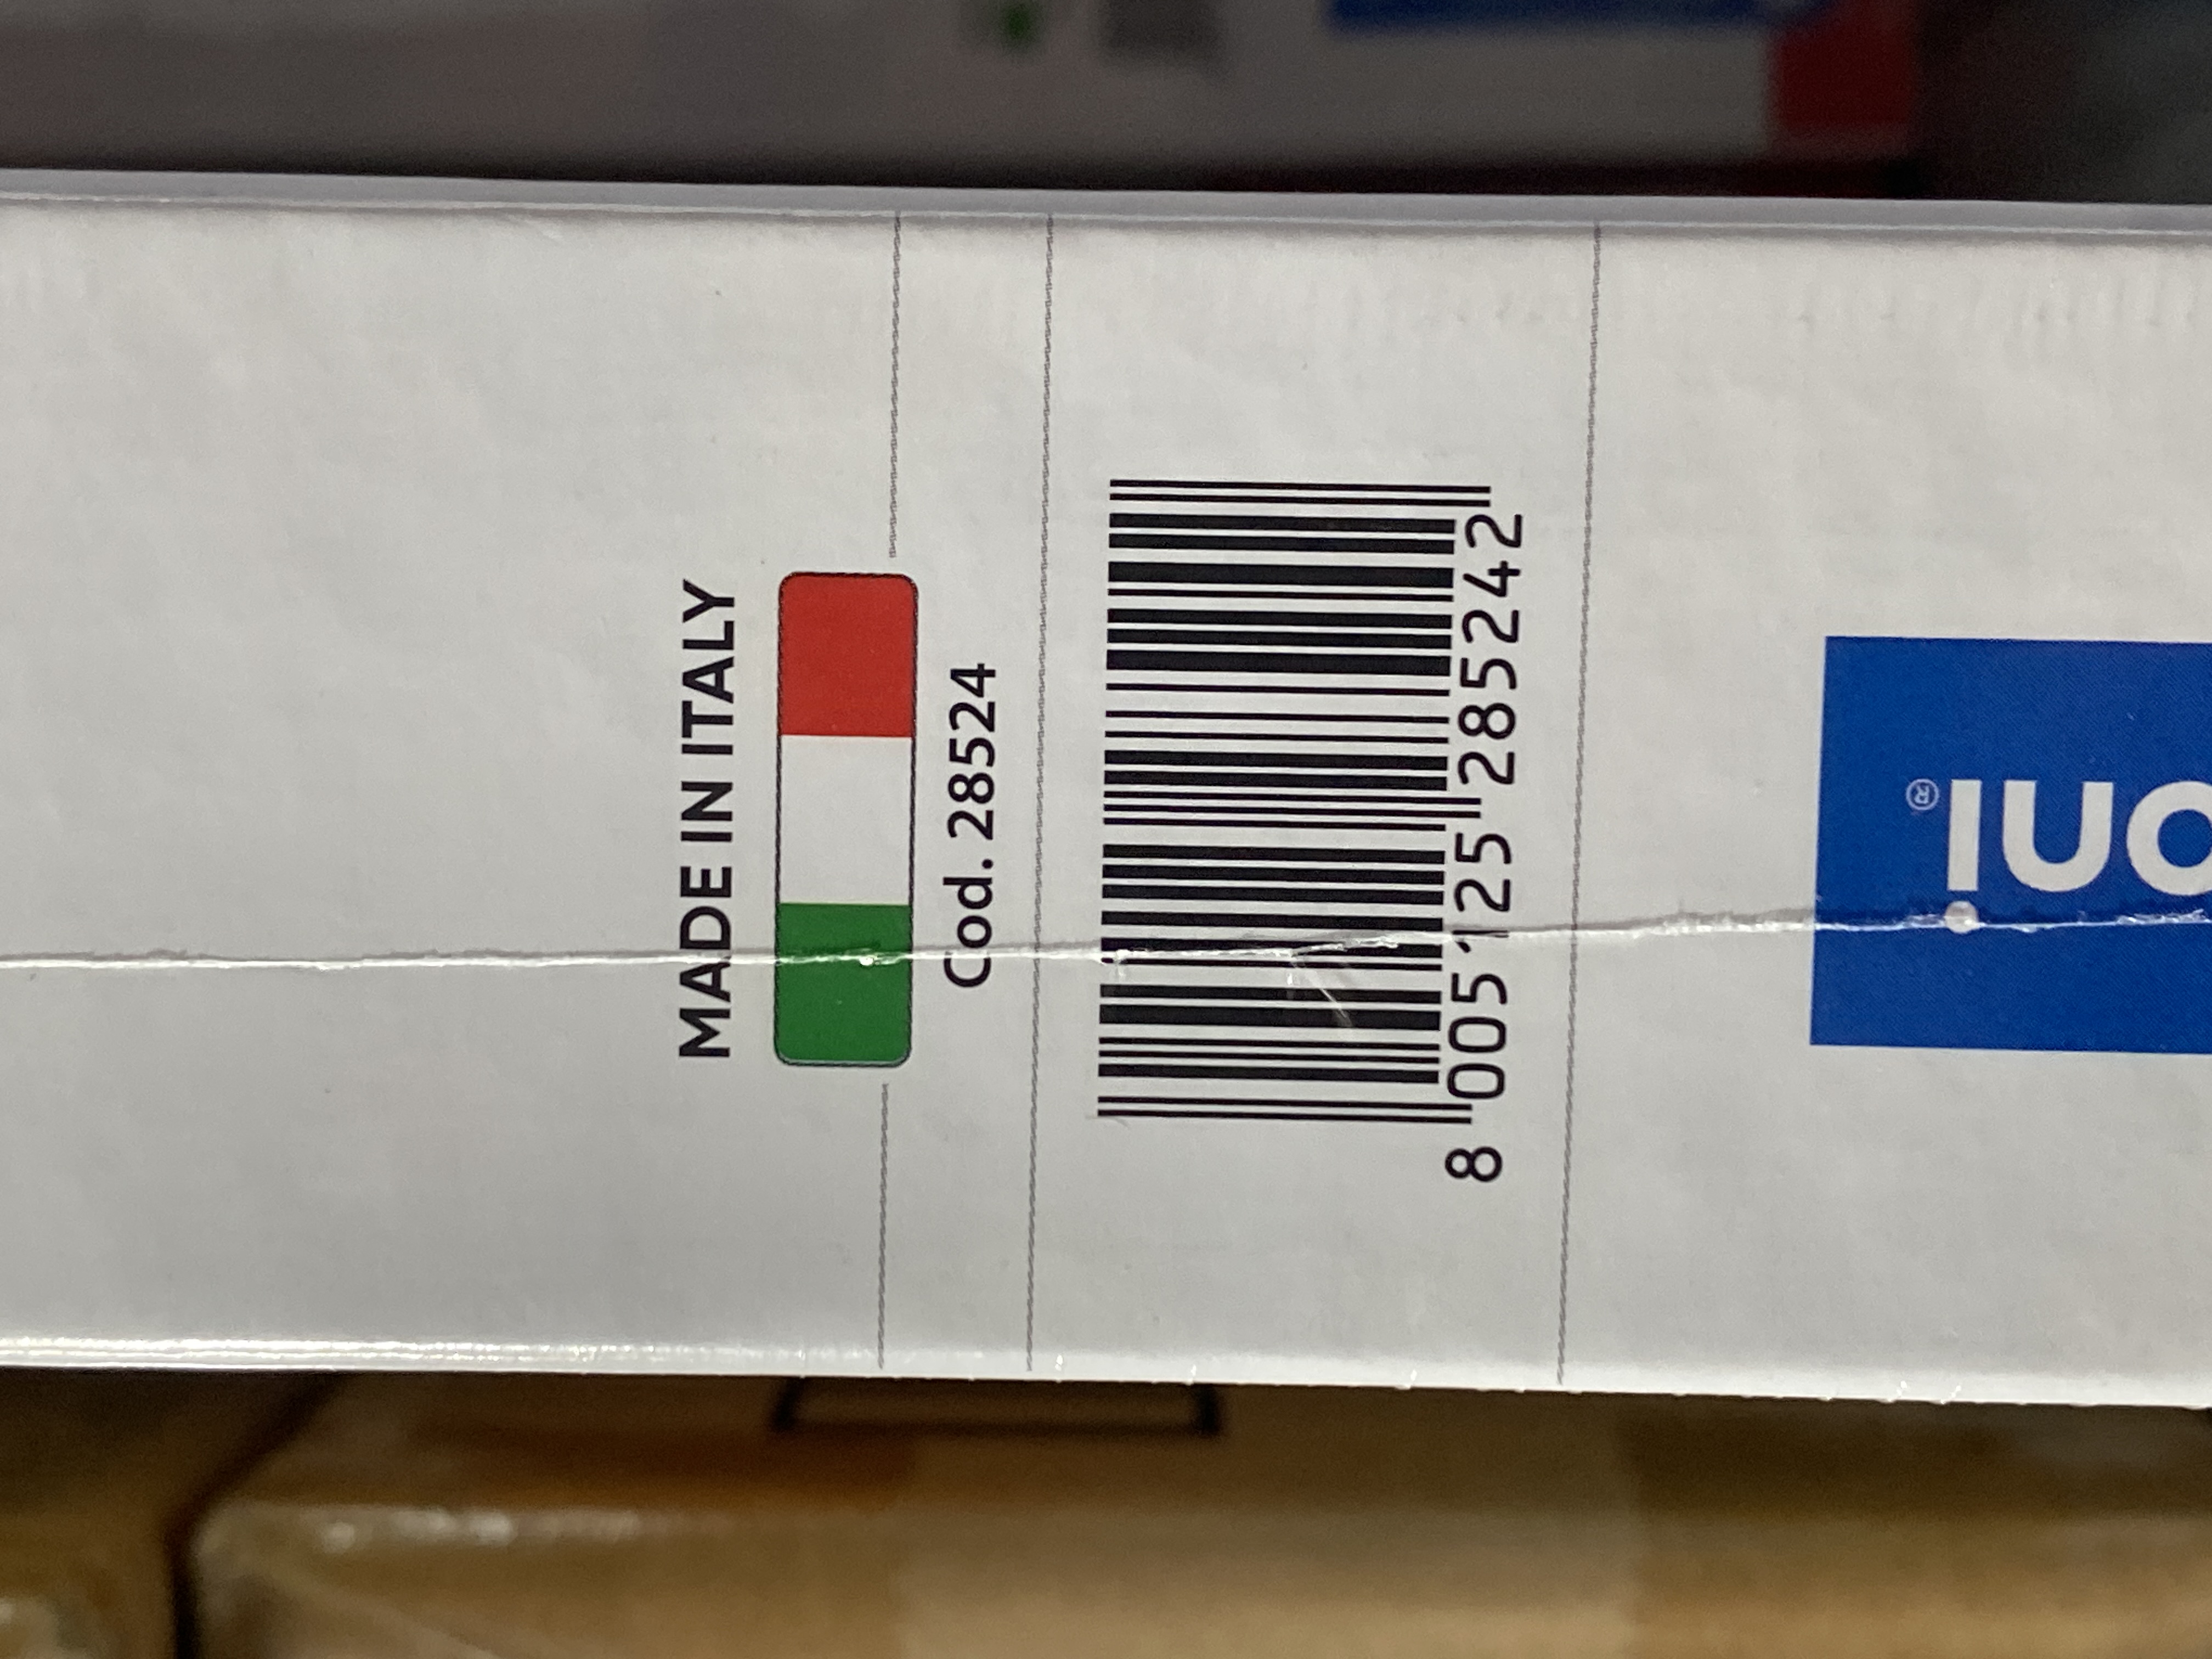 MADE IN ITALY
Cod. 28524
8 005125 285242
oni®